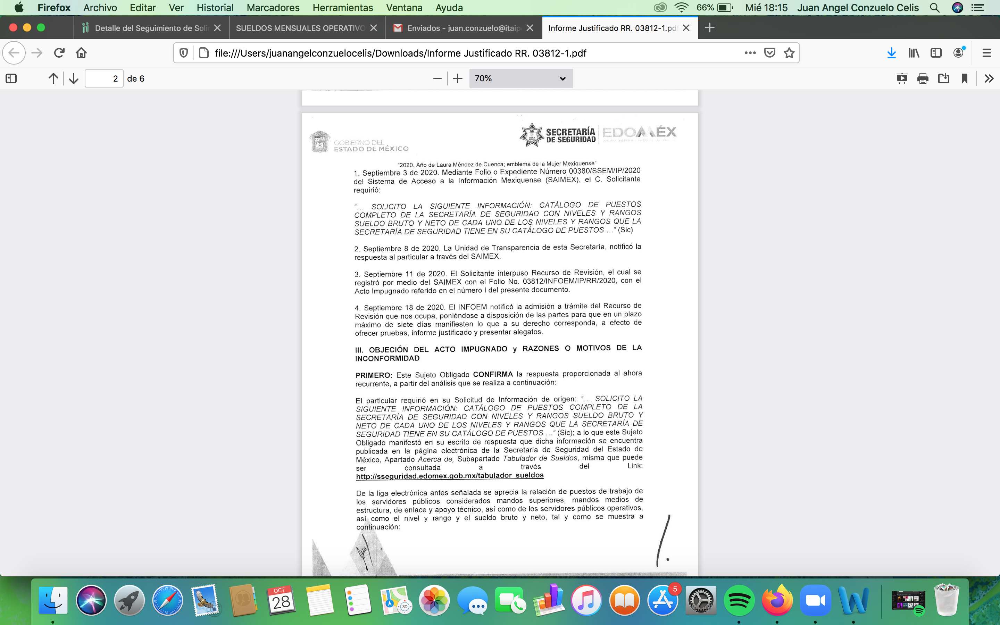 Firefox Archivo Editar Ver Historial Marcadores Herramientas Ventana Ayuda 66% Mié 18:15 Juan Angel Conzuelo Celis
Detalle del Seguimiento de Soli SUELDOS MENSUALES OPERATIVO Enviados - juan.conzuelo@itaip Informe Justificado RR. 03812-1.pdf
file:///Users/juanangelconzuelocelis/Downloads/Informe Justificado RR. 03812-1.pdf
2 de 6 70%
GOBIERNO DEL
ESTADO DE MÉXICO
SECRETARÍA
DE SEGURIDAD
EDOMÉX
“2020. Año de Laura Méndez de Cuenca; emblema de la Mujer Mexiquense”
1. Septiembre 3 de 2020. Mediante Folio o Expediente Número 00380/SSEM/IP/2020
del Sistema de Acceso a la Información Mexiquense (SAIMEX), el C. Solicitante
requirió:
“... SOLICITO LA SIGUIENTE INFORMACIÓN: CATÁLOGO DE PUESTOS
COMPLETO DE LA SECRETARÍA DE SEGURIDAD CON NIVELES Y RANGOS
SUELDO BRUTO Y NETO DE CADA UNO DE LOS NIVELES Y RANGOS QUE LA
SECRETARÍA DE SEGURIDAD TIENE EN SU CATÁLOGO DE PUESTOS ...” (Sic)
2. Septiembre 8 de 2020. La Unidad de Transparencia de esta Secretaría, notificó la
respuesta al particular a través del SAIMEX.
3. Septiembre 11 de 2020. El Solicitante interpuso Recurso de Revisión, el cual se
registró por medio del SAIMEX con el Folio No. 03812/INFOEM/IP/RR/2020, con el
Acto Impugnado referido en el número I del presente documento.
4. Septiembre 18 de 2020. El INFOEM notificó la admisión a trámite del Recurso de
Revisión que nos ocupa, poniéndose a disposición de las partes para que en un plazo
máximo de siete días manifiesten lo que a su derecho corresponda, a efecto de
ofrecer pruebas, informe justificado y presentar alegatos.
III. OBJECIÓN DEL ACTO IMPUGNADO y RAZONES O MOTIVOS DE LA
INCONFORMIDAD
PRIMERO: Este Sujeto Obligado CONFIRMA la respuesta proporcionada al ahora
recurrente, a partir del análisis que se realiza a continuación:
El particular requirió en su Solicitud de Información de origen: “... SOLICITO LA
SIGUIENTE INFORMACIÓN: CATÁLOGO DE PUESTOS COMPLETO DE LA
SECRETARÍA DE SEGURIDAD CON NIVELES Y RANGOS SUELDO BRUTO Y
NETO DE CADA UNO DE LOS NIVELES Y RANGOS QUE LA SECRETARÍA DE
SEGURIDAD TIENE EN SU CATÁLOGO DE PUESTOS ...” (Sic); a lo que este Sujeto
Obligado manifestó en su escrito de respuesta que dicha información se encuentra
publicada en la página electrónica de la Secretaría de Seguridad del Estado de
México, Apartado Acerca de, Subapartado Tabulador de Sueldos, misma que puede
ser consultada a través del Link:
http://sseguridad.edomex.gob.mx/tabulador_sueldos
De la liga electrónica antes señalada se aprecia la relación de puestos de trabajo de
los servidores públicos considerados mandos superiores, mandos medios de
estructura, de enlace y apoyo técnico, así como de los servidores públicos operativos,
así como el nivel y rango y el sueldo bruto y neto, tal y como se muestra a
continuación:
OCT
28
3D
NUMBERS
5